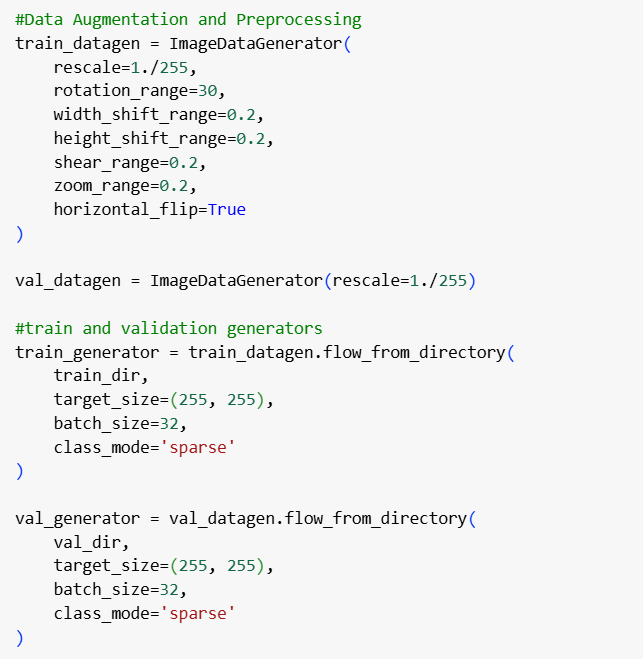 #Data Augmentation and Preprocessing
train_datagen = ImageDataGenerator(
    rescale=1./255,
    rotation_range=30,
    width_shift_range=0.2,
    height_shift_range=0.2,
    shear_range=0.2,
    zoom_range=0.2,
    horizontal_flip=True
)

val_datagen = ImageDataGenerator(rescale=1./255)

#train and validation generators
train_generator = train_datagen.flow_from_directory(
    train_dir,
    target_size=(255, 255),
    batch_size=32,
    class_mode='sparse'
)

val_generator = val_datagen.flow_from_directory(
    val_dir,
    target_size=(255, 255),
    batch_size=32,
    class_mode='sparse'
)